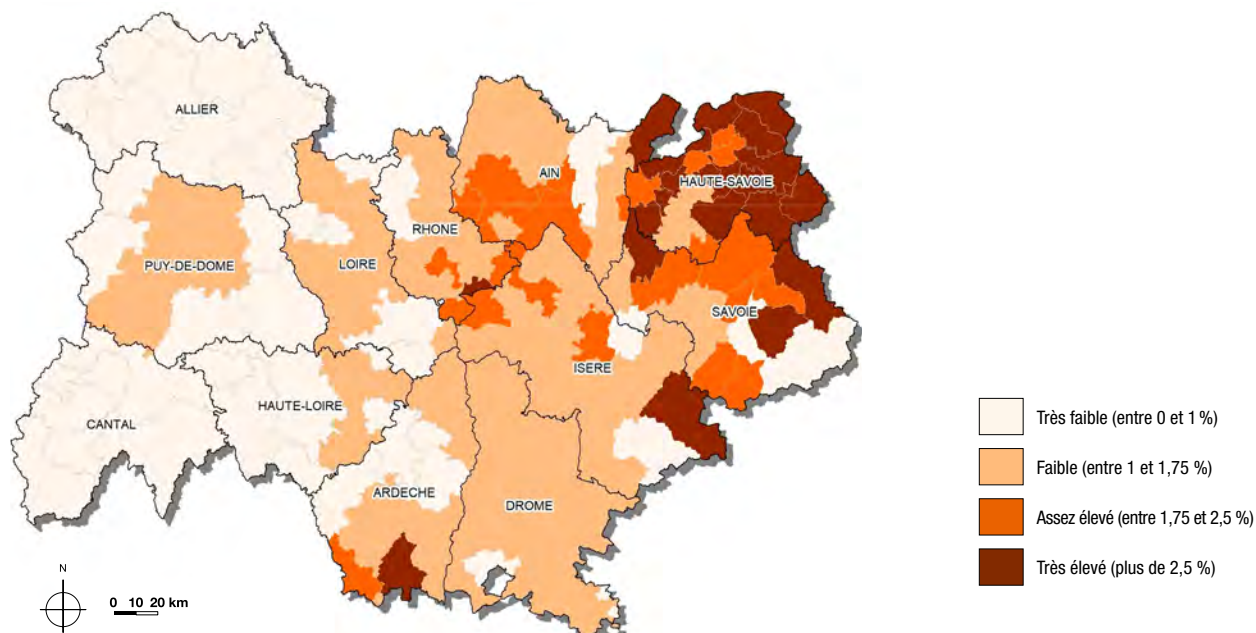 ALLIER
AIN
HAUTE-SAVOIE
RHONE
PUY-DE-DOME
LOIRE
SAVOIE
ISERE
HAUTE-LOIRE
CANTAL
ARDECHE
DROME
N
0 10 20 km
Très faible (entre 0 et 1 %)
Faible (entre 1 et 1,75 %)
Assez élevé (entre 1,75 et 2,5 %)
Très élevé (plus de 2,5 %)